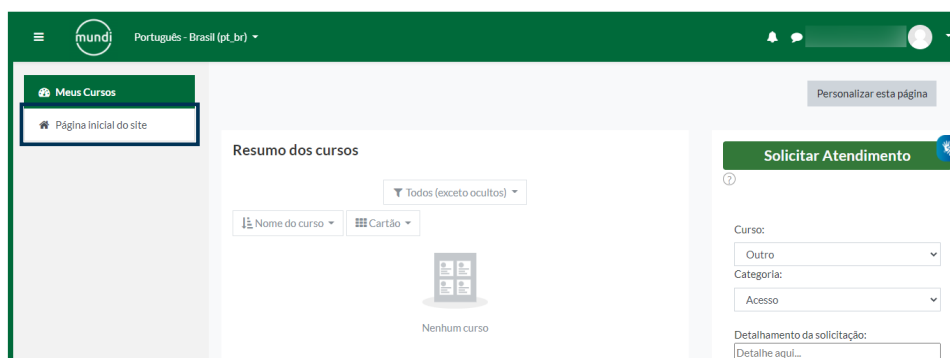 mundi
Português - Brasil (pt_br)
Meus Cursos
Página inicial do site
Personalizar esta página
Resumo dos cursos
Todos (exceto ocultos)
Nome do curso
Cartão
Nenhum curso
Solicitar Atendimento
?
Curso:
Outro
Categoria:
Acesso
Detalhamento da solicitação:
Detalhe aqui...